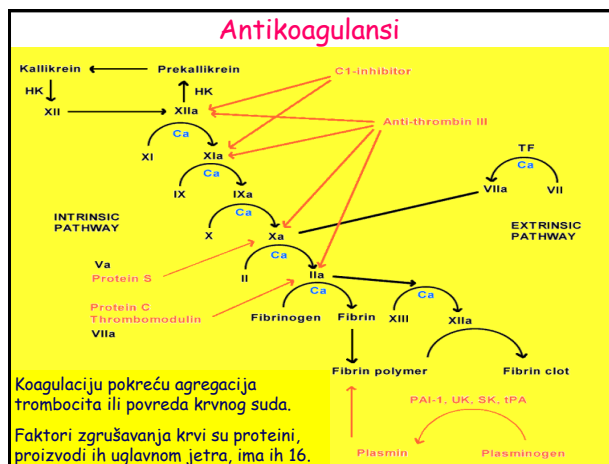 Antikoagulansi
Kallikrein
Prekallikrein
C1-inhibitor
HK
HK
XII
XIIa
Anti-thrombin III
Ca
XI
XIa
TF
Ca
Ca
IX
IXa
VIIa
VII
Ca
INTRINSIC
PATHWAY
X
Xa
EXTRINSIC
PATHWAY
Ca
Va
Protein S
II
IIa
Ca
Ca
Protein C
Thrombomodulin
VIIa
Fibrinogen
Fibrin
XIII
XIIa
Fibrin polymer
Fibrin clot
Koagulaciju pokreću agregacija
trombocita ili povreda krvnog suda.
PAI-1, UK, SK, tPA
Faktori zgrušavanja krvi su proteini,
proizvodi ih uglavnom jetra, ima ih 16.
Plasmin
Plasminogen